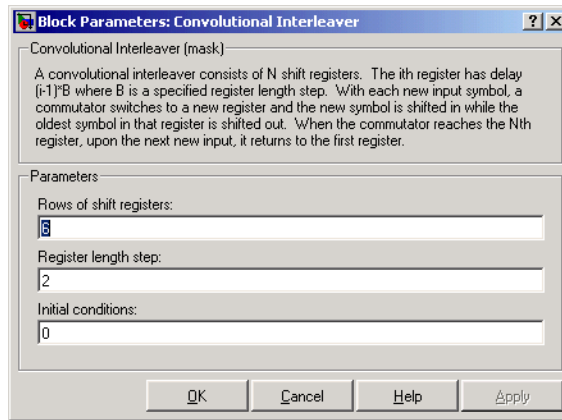 Block Parameters: Convolutional Interleaver
Convolutional Interleaver (mask)
A convolutional interleaver consists of N shift registers. The ith register has delay
(i-1)*B where B is a specified register length step. With each new input symbol, a
commutator switches to a new register and the new symbol is shifted in while the
oldest symbol in that register is shifted out. When the commutator reaches the Nth
register, upon the next new input, it returns to the first register.
Parameters
Rows of shift registers:
6
Register length step:
2
Initial conditions:
0
OK Cancel Help Apply